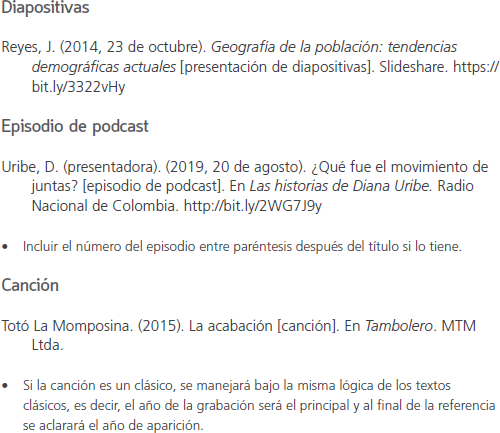 Diapositivas
Reyes, J. (2014, 23 de octubre). Geografía de la población: tendencias
demográficas actuales [presentación de diapositivas]. Slideshare. https://
bit.ly/3322vHy
Episodio de podcast
Uribe, D. (presentadora). (2019, 20 de agosto). ¿Qué fue el movimiento de
juntas? [episodio de podcast]. En Las historias de Diana Uribe. Radio
Nacional de Colombia. http://bit.ly/2WG7J9y
• Incluir el número del episodio entre paréntesis después del título si lo tiene.
Canción
Totó La Momposina. (2015). La acabación [canción]. En Tambolero. MTM
Ltda.
• Si la canción es un clásico, se manejará bajo la misma lógica de los textos
clásicos, es decir, el año de la grabación será el principal y al final de la referencia
se aclarará el año de aparición.